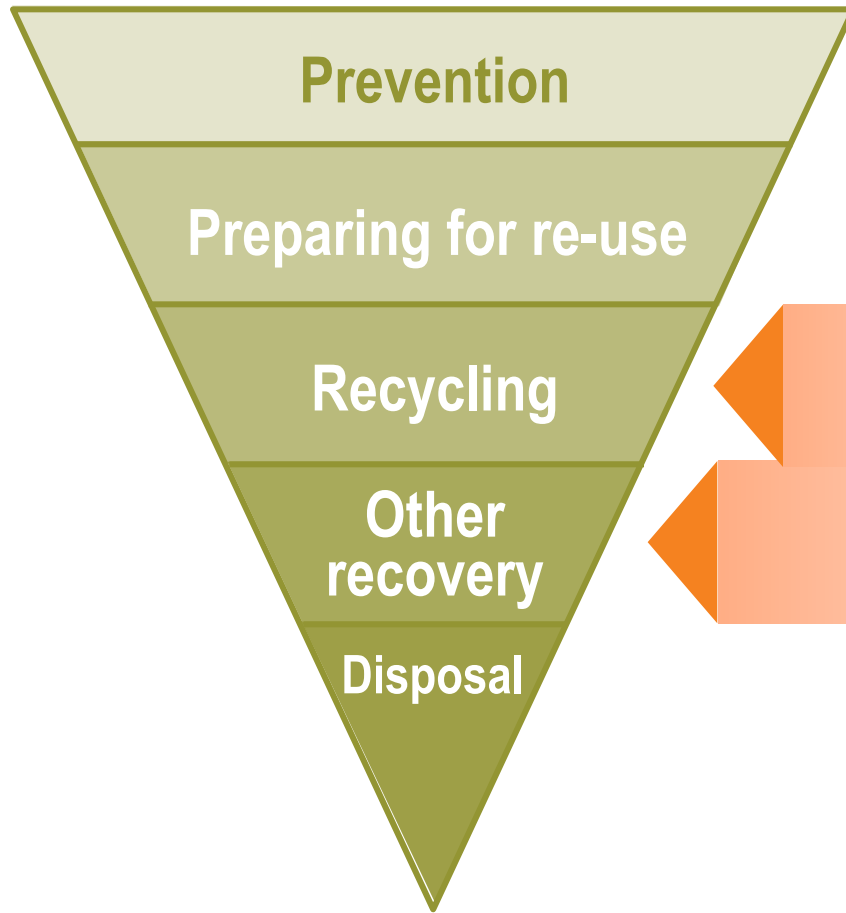 Prevention
Preparing for re-use
Recycling
Other
recovery
Disposal